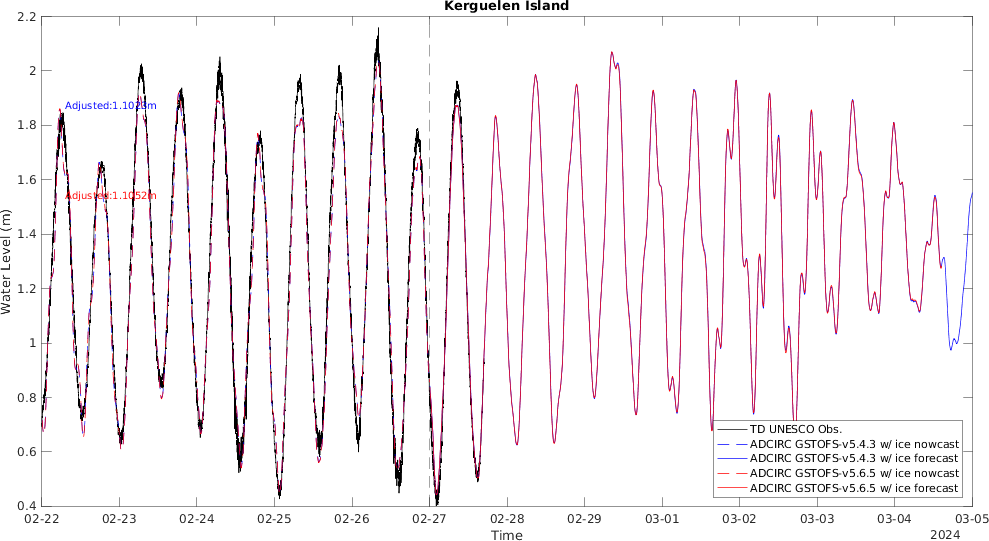 Kerguelen Island
2.2
2
1.8
1.6
1.4
1.2
1
0.8
0.6
0.4
Water Level (m)
Adjusted:1.1023m
Adjusted:1.1052m
TD UNESCO Obs.
ADCIRC GSTOFS-v5.4.3 w/ ice nowcast
ADCIRC GSTOFS-v5.4.3 w/ ice forecast
ADCIRC GSTOFS-v5.6.5 w/ ice nowcast
ADCIRC GSTOFS-v5.6.5 w/ ice forecast
02-22 02-23 02-24 02-25 02-26 02-27 02-28 02-29 03-01 03-02 03-03 03-04 03-05
Time
2024